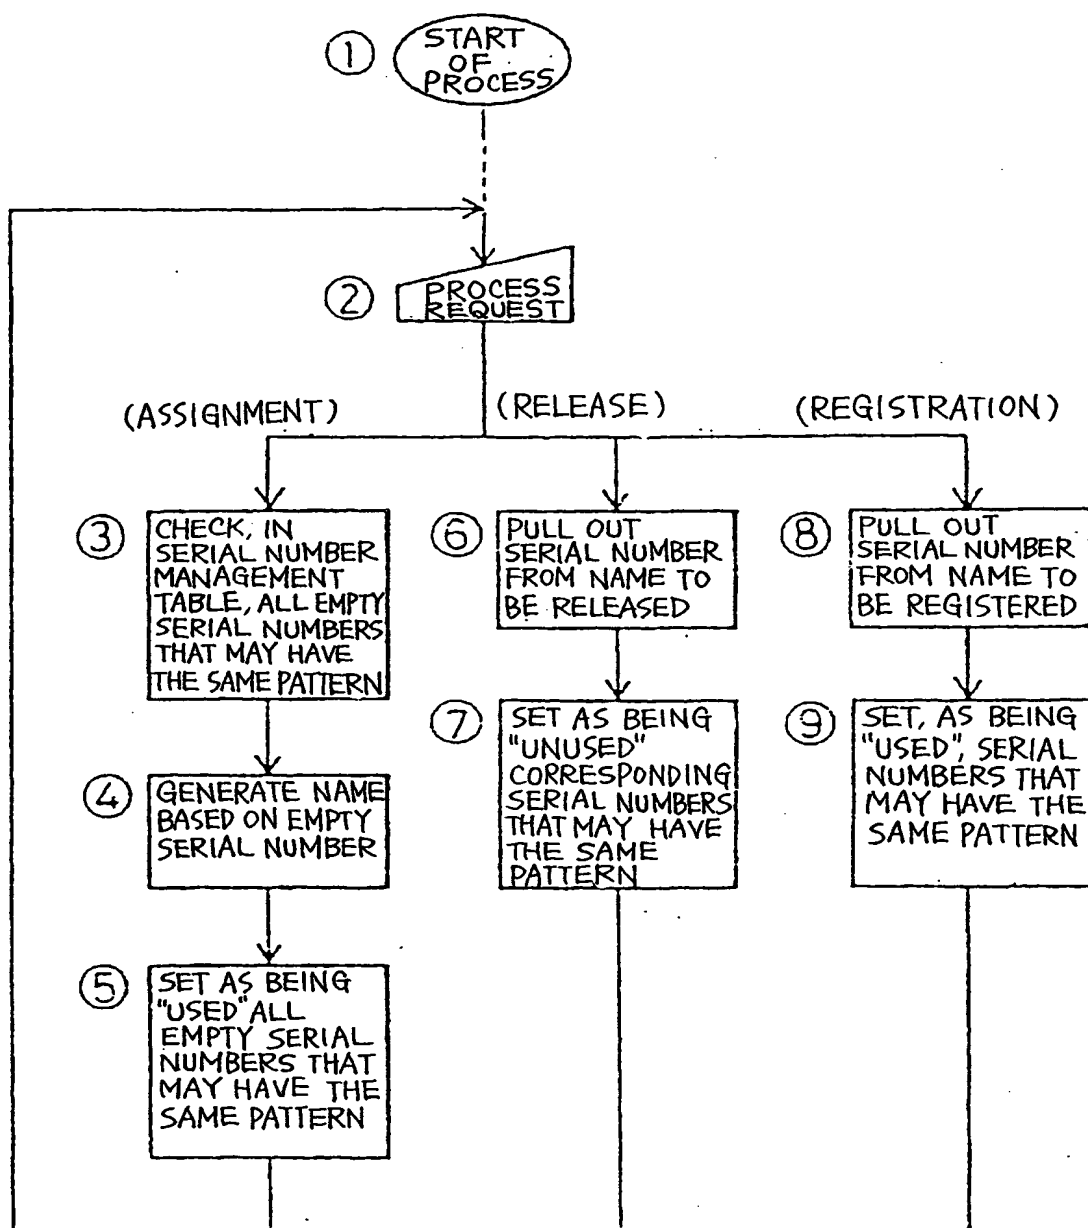 ①
START
OF
PROCESS
②
PROCESS
REQUEST
(ASSIGNMENT)
(RELEASE)
(REGISTRATION)
③
CHECK, IN
SERIAL NUMBER
MANAGEMENT
TABLE, ALL EMPTY
SERIAL NUMBERS
THAT MAY HAVE
THE SAME PATTERN
④
GENERATE NAME
BASED ON EMPTY
SERIAL NUMBER
⑤
SET AS BEING
"USED" ALL
EMPTY SERIAL
NUMBERS THAT
MAY HAVE THE
SAME PATTERN
⑥
PULL OUT
SERIAL NUMBER
FROM NAME TO
BE RELEASED
⑦
SET AS BEING
"UNUSED"
CORRESPONDING
SERIAL NUMBERS
THAT MAY HAVE
THE SAME
PATTERN
⑧
PULL OUT
SERIAL NUMBER
FROM NAME TO
BE REGISTERED
⑨
SET, AS BEING
"USED", SERIAL
NUMBERS THAT
MAY HAVE THE
SAME PATTERN